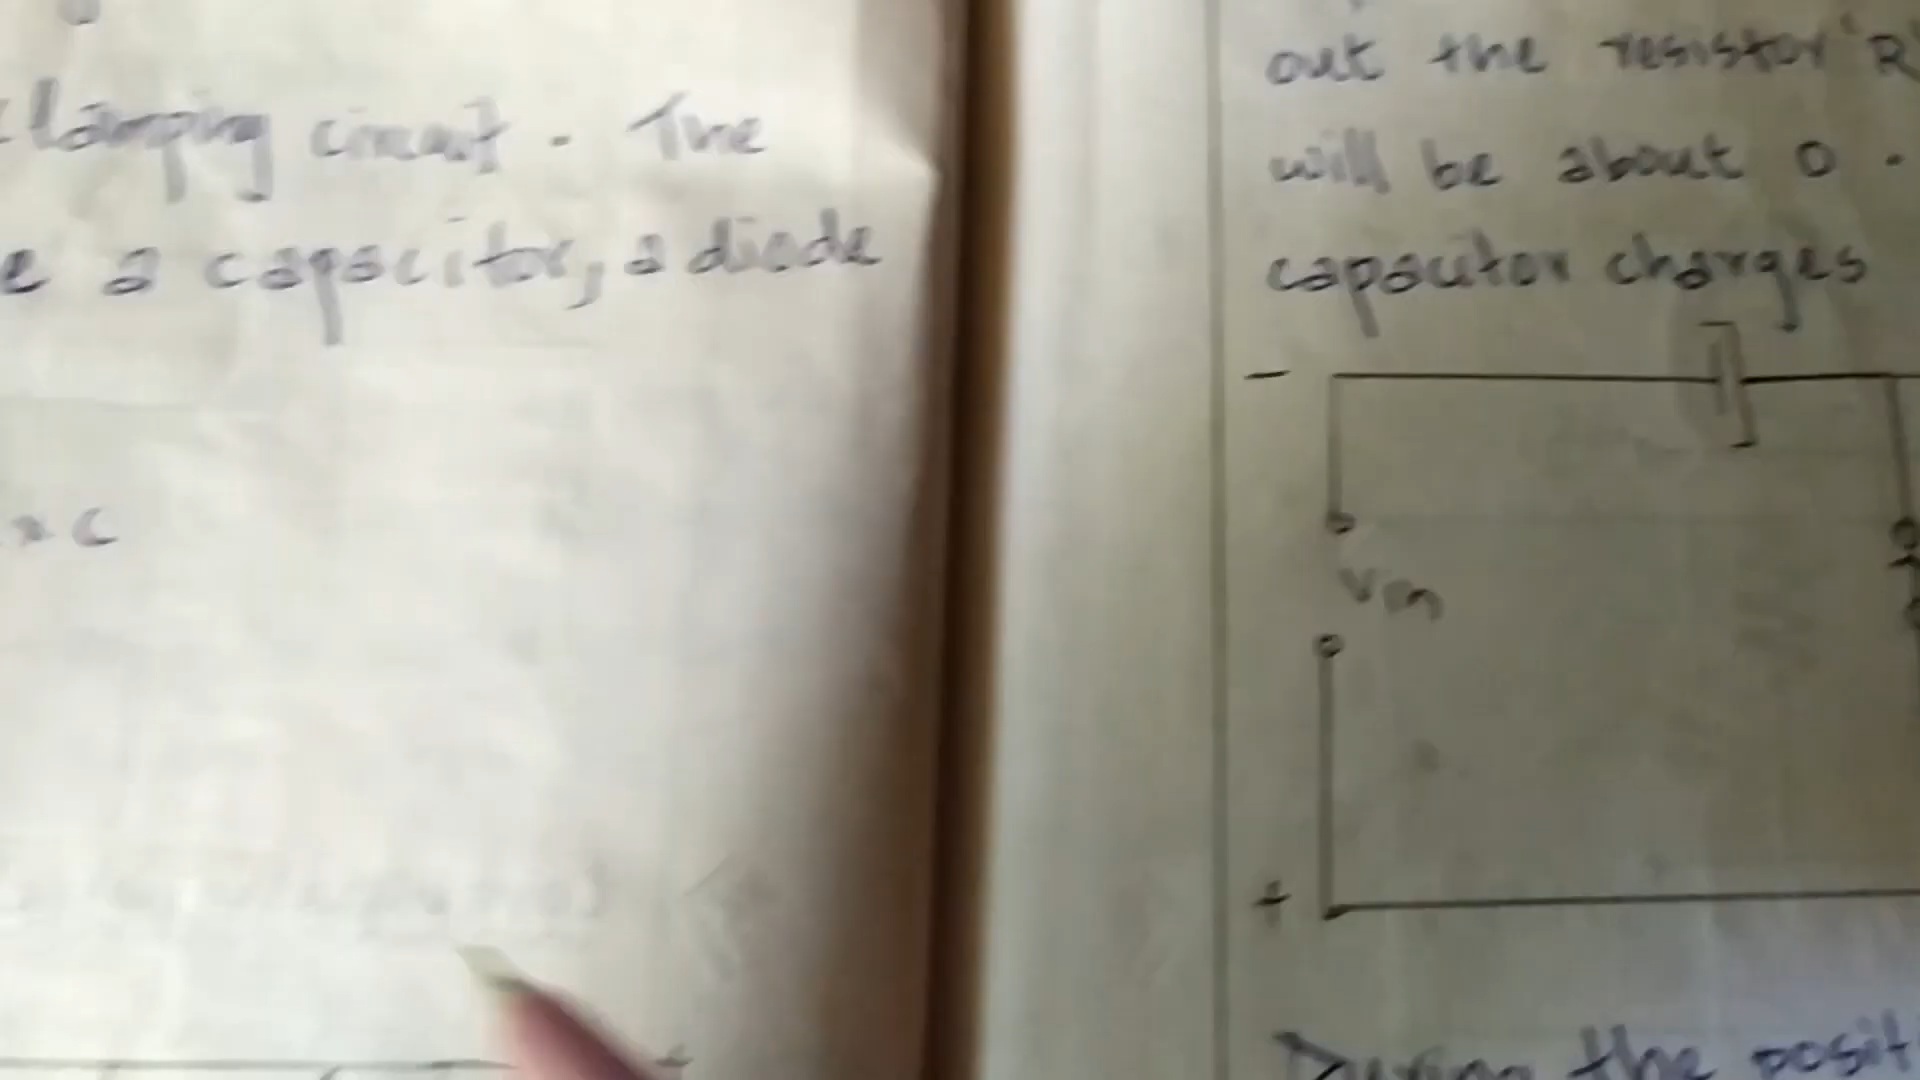 clamping circuit. The
e a capacitor, a diode
out the resistor 'R'
will be about 0.
capacitor charges
-
Vin
+
During the posit